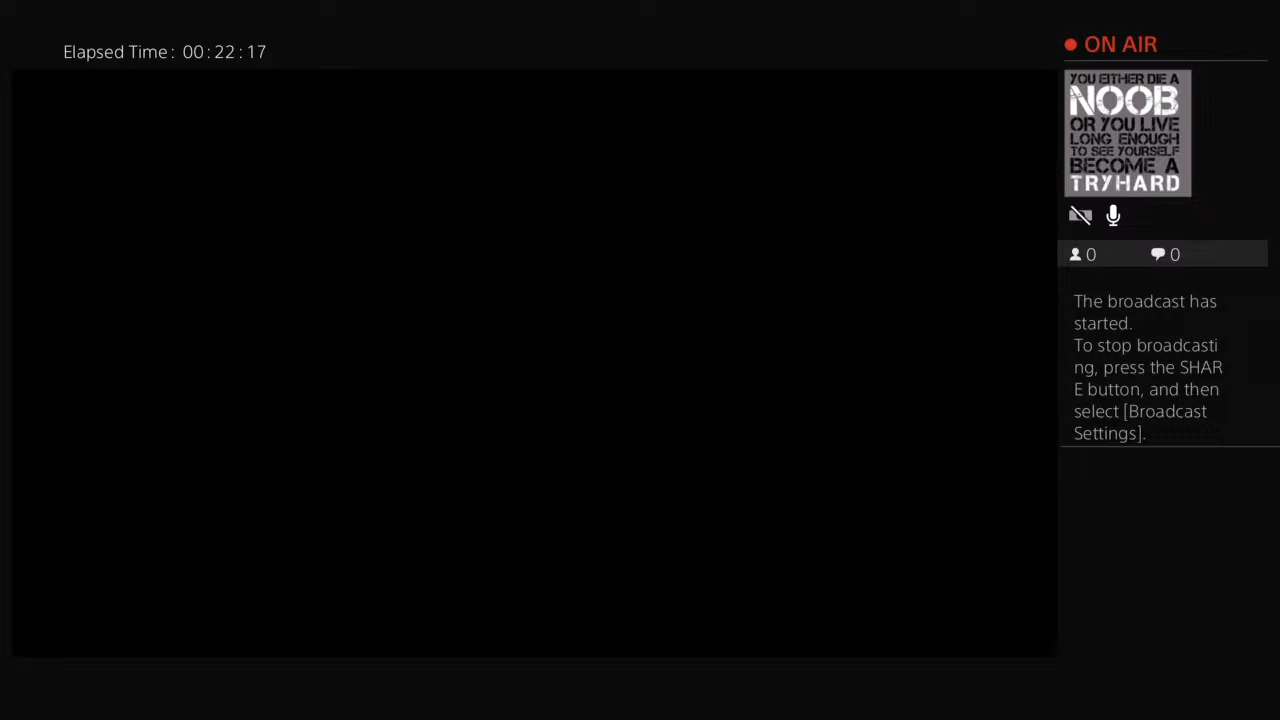 Elapsed Time: 00:22:17
ON AIR
YOU EITHER DIE A
NOOB
OR YOU LIVE
LONG ENOUGH
TO SEE YOURSELF
BECOME A
TRYHARD
0 0
The broadcast has
started.
To stop broadcasti
ng, press the SHAR
E button, and then
select [Broadcast
Settings].